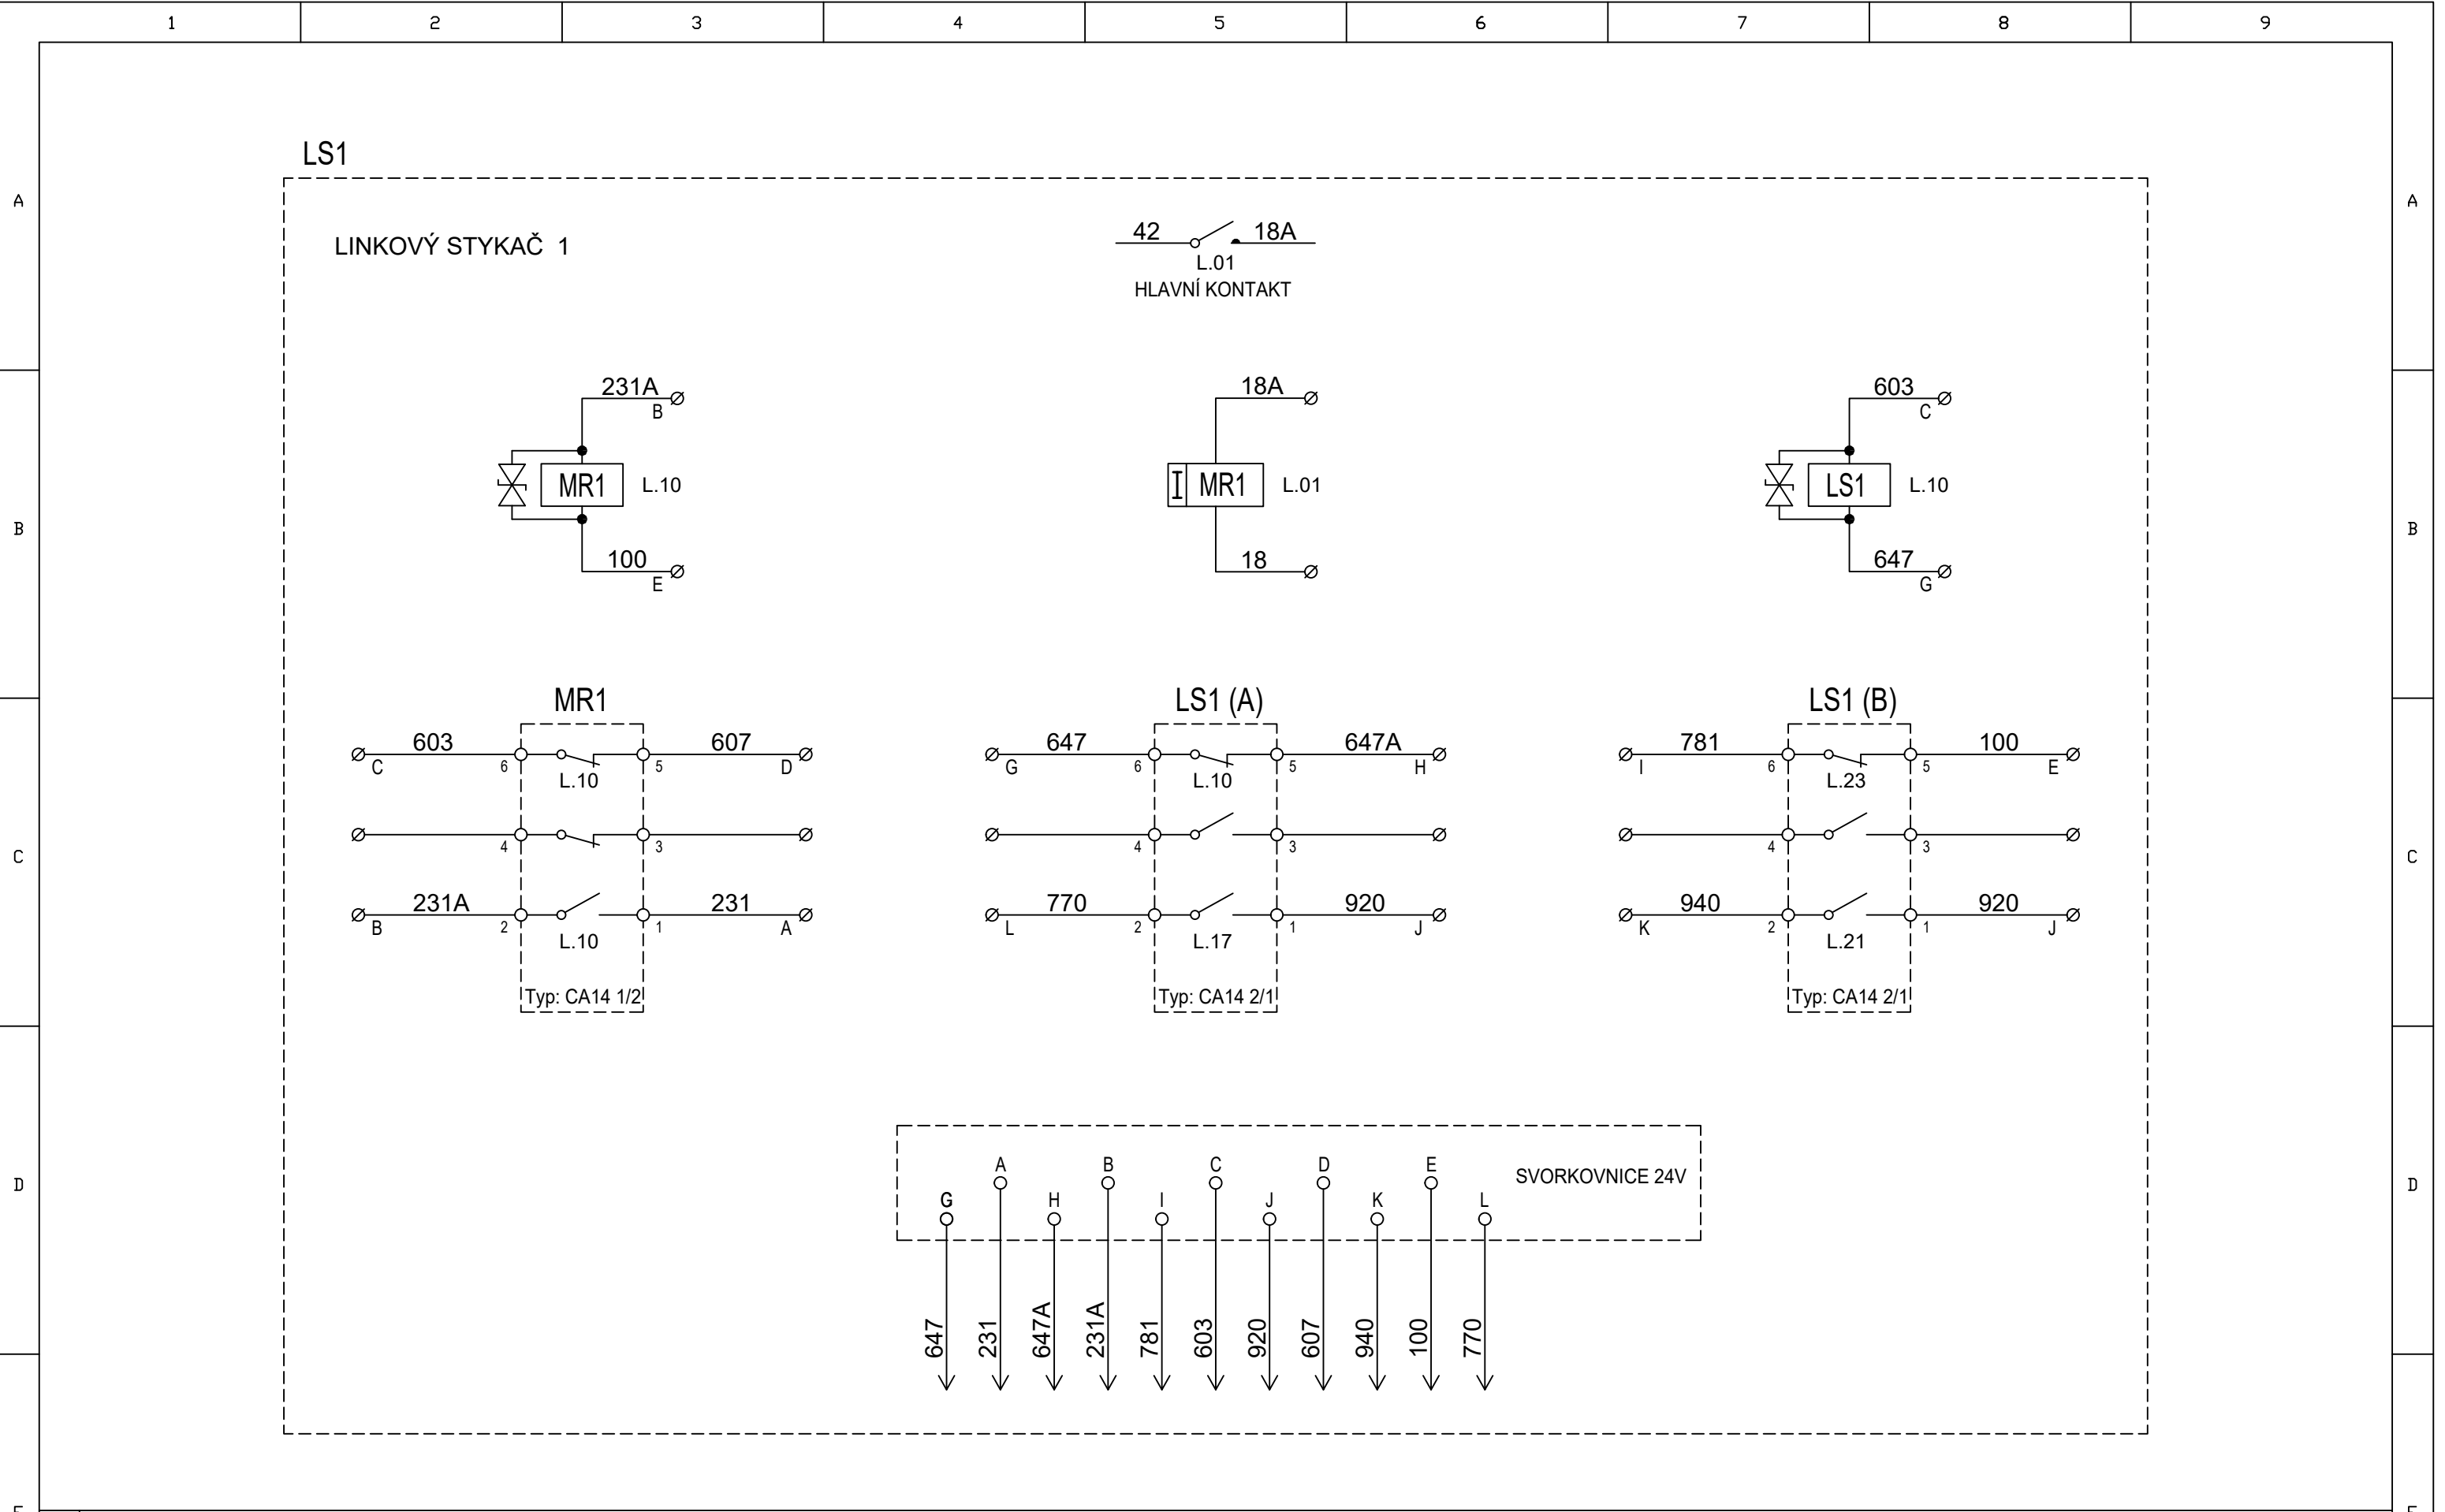 1 2 3 4 5 6 7 8 9
LS1
A A
LINKOVÝ STYKAČ 1
42 18A
L.01
HLAVNÍ KONTAKT
231A 18A 603
B C
MR1 L.10 I MR1 L.01 LS1 L.10
B B
100 18 647
E G
MR1 LS1 (A) LS1 (B)
603 607 647 647A 781 100
C 6 5 D G 6 5 H I 6 5 E
L.10 L.10 L.23
4 3 4 3 4 3
C C
231A 231 770 920 940 920
B 2 1 A L 2 1 J K 2 1 J
L.10 L.17 L.21
Typ: CA14 1/2 Typ: CA14 2/1 Typ: CA14 2/1
A B C D E SVORKOVNICE 24V
D D
G H I J K L
647 231 647A 231A 781 603 920 607 940 100 770